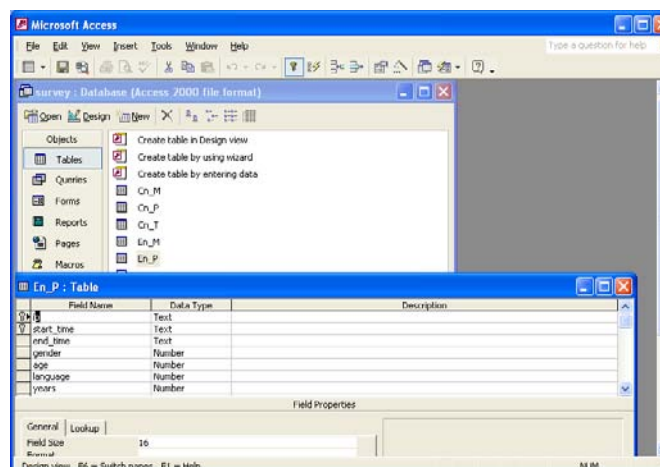 Microsoft Access
File Edit View Insert Tools Window Help
Type a question for help
survey : Database (Access 2000 file format)
Open Design New
Objects
Tables
Queries
Forms
Reports
Pages
Macros
Create table in Design view
Create table by using wizard
Create table by entering data
Cn_M
Cn_P
Cn_T
En_M
En_P
En_P : Table
Field Name Data Type Description
Text
start_time Text
end_time Text
gender Number
age Number
language Number
years Number
Field Properties
General Lookup
Field Size 16
Format
Design view. F6 = Switch panes. F1 = Help. NUM